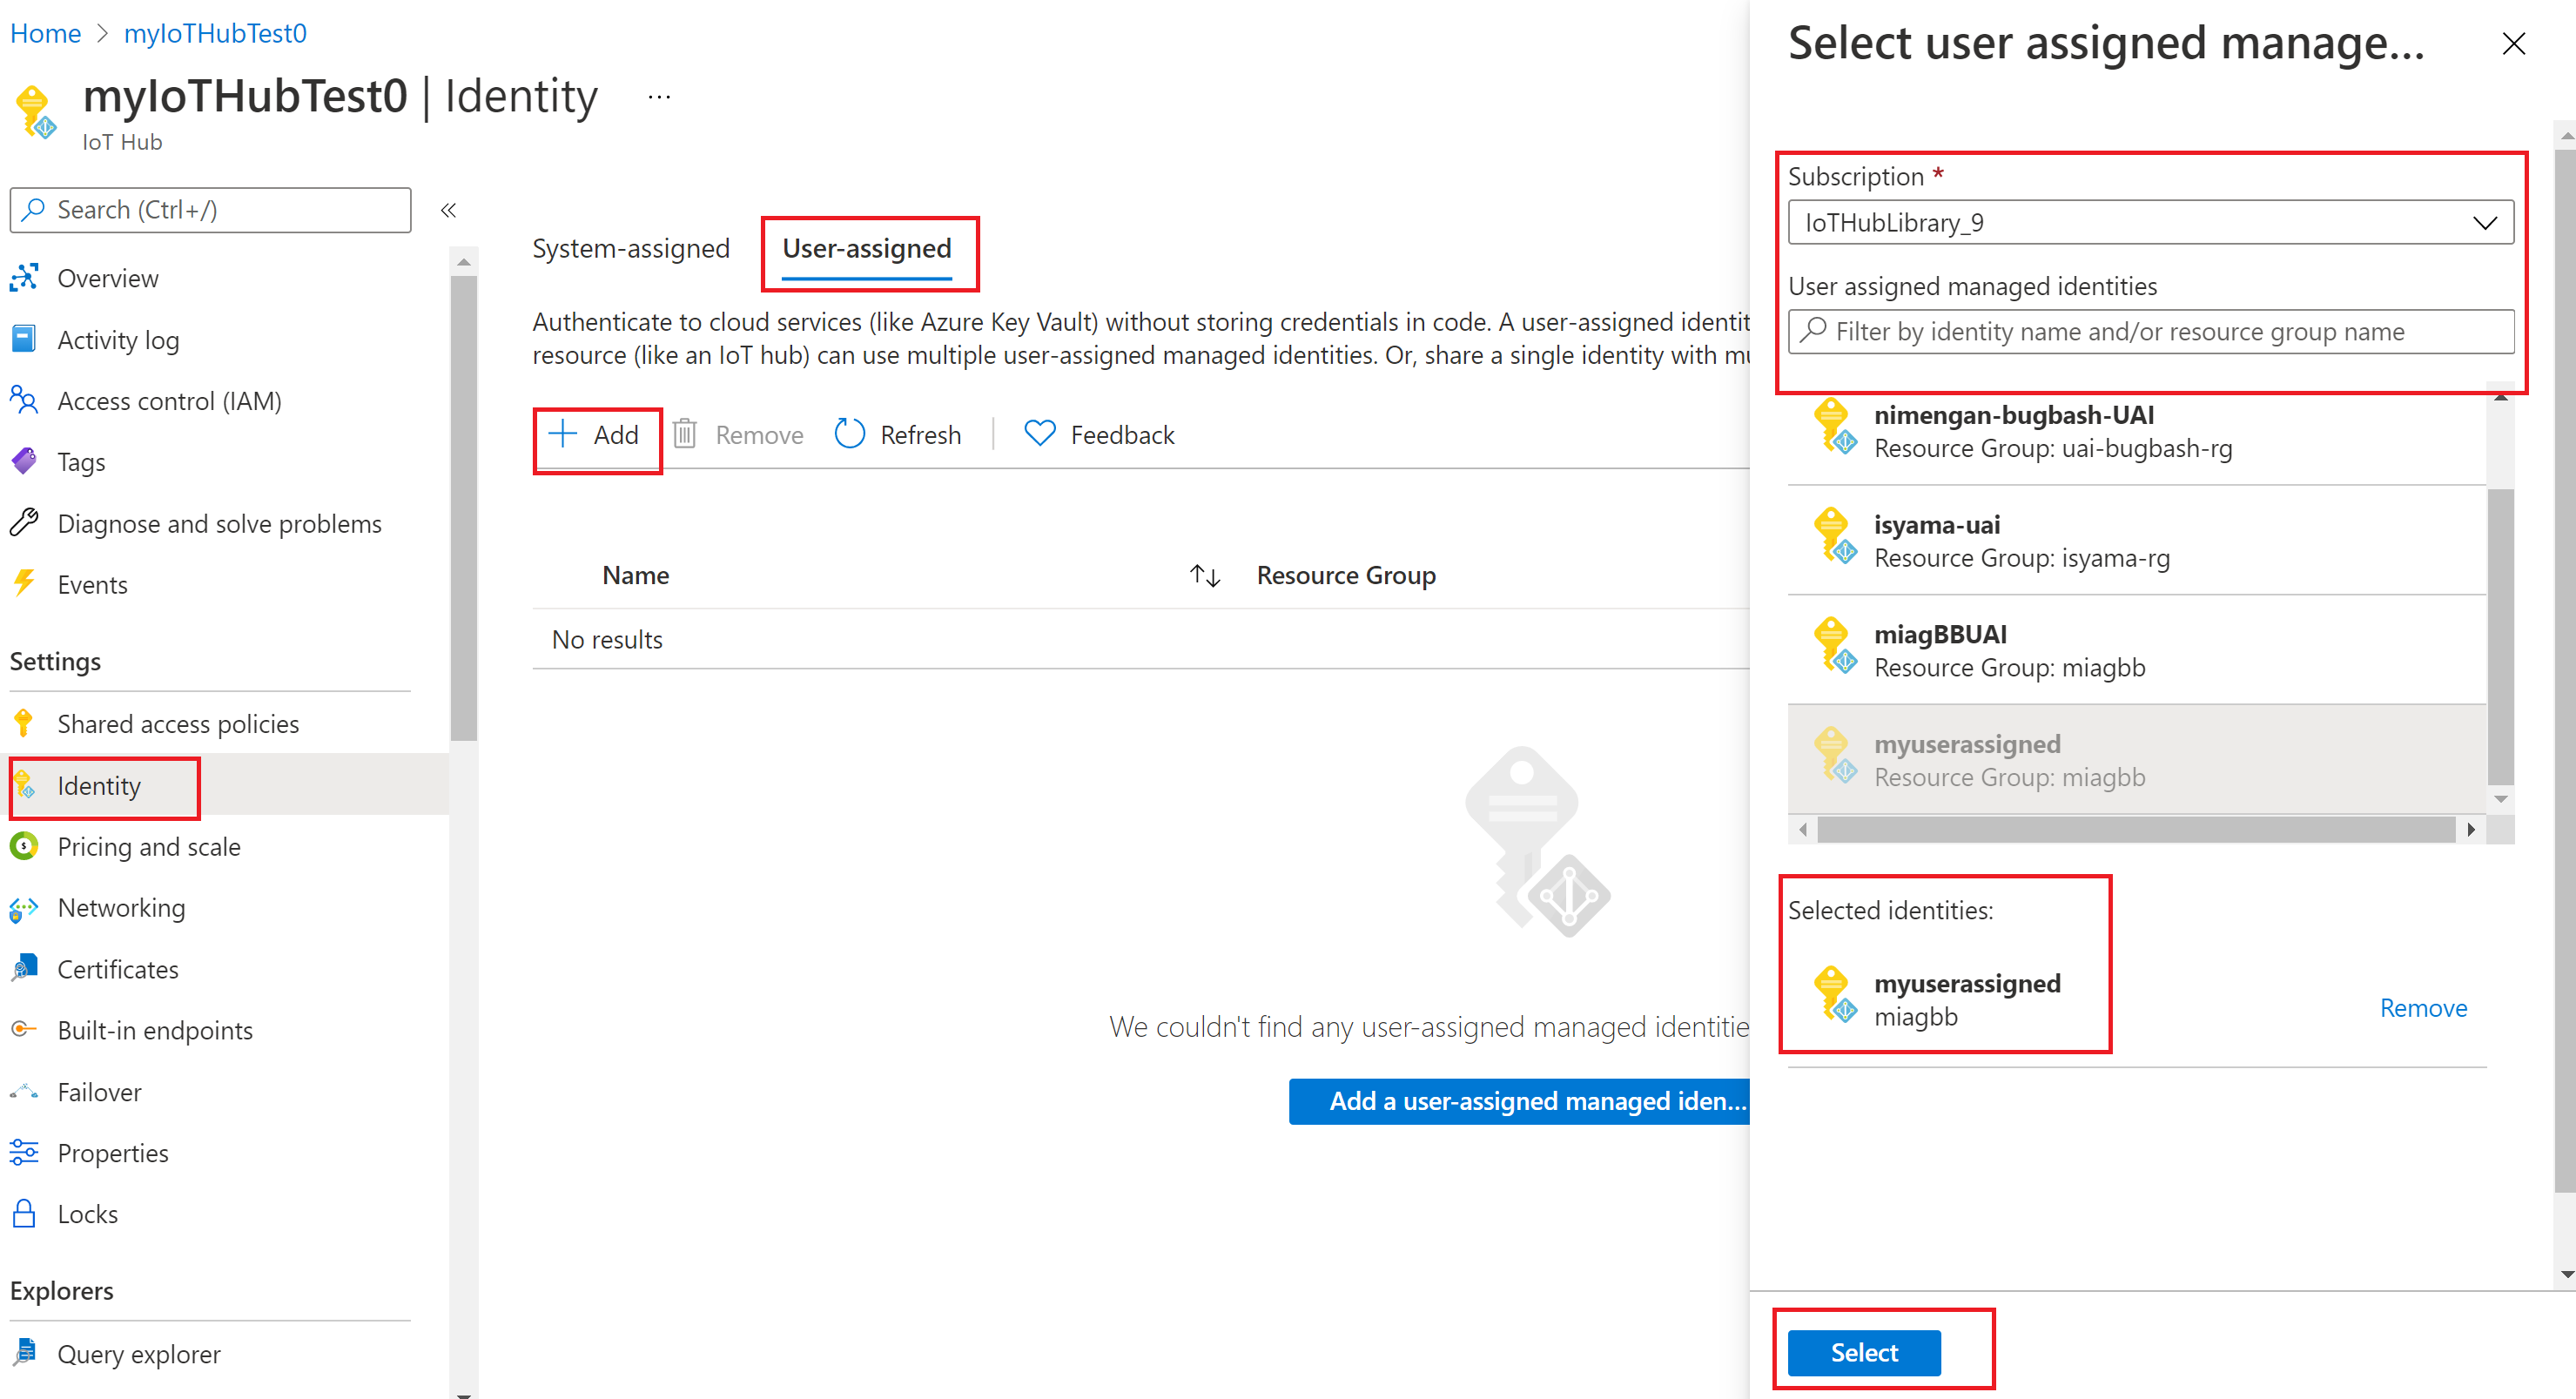 Home > myIoTHubTest0
myIoTHubTest0 | Identity ...
IoT Hub
Search (Ctrl+/)
«
Overview
Activity log
Access control (IAM)
Tags
Diagnose and solve problems
Events
Settings
Shared access policies
Identity
Pricing and scale
Networking
Certificates
Built-in endpoints
Failover
Properties
Locks
Explorers
Query explorer
System-assigned User-assigned
Authenticate to cloud services (like Azure Key Vault) without storing credentials in code. A user-assigned identit
resource (like an IoT hub) can use multiple user-assigned managed identities. Or, share a single identity with mu
Add Remove Refresh | Feedback
Name Resource Group
No results
We couldn't find any user-assigned managed identitie
Add a user-assigned managed iden...
Select user assigned manage...
Subscription *
IoTHubLibrary_9
User assigned managed identities
Filter by identity name and/or resource group name
nimengan-bugbash-UAI
Resource Group: uai-bugbash-rg
isyama-uai
Resource Group: isyama-rg
miagBBUAI
Resource Group: miagbb
myuserassigned
Resource Group: miagbb
Selected identities:
myuserassigned
miagbb
Remove
Select